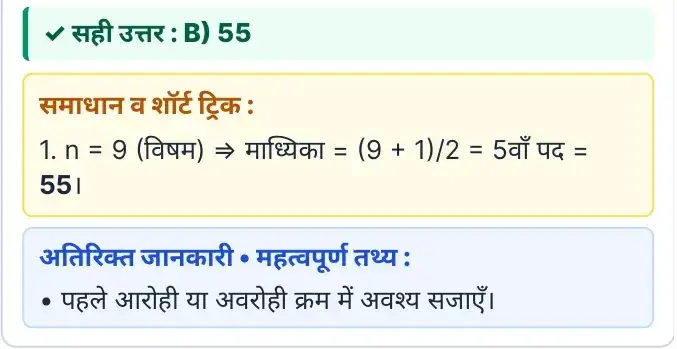 ✓ सही उत्तर : B) 55
समाधान व शॉर्ट ट्रिक :
1. n = 9 (विषम) ⇒ माध्यिका = (9 + 1)/2 = 5वाँ पद =
55।
अतिरिक्त जानकारी • महत्वपूर्ण तथ्य :
• पहले आरोही या अवरोही क्रम में अवश्य सजाएँ।